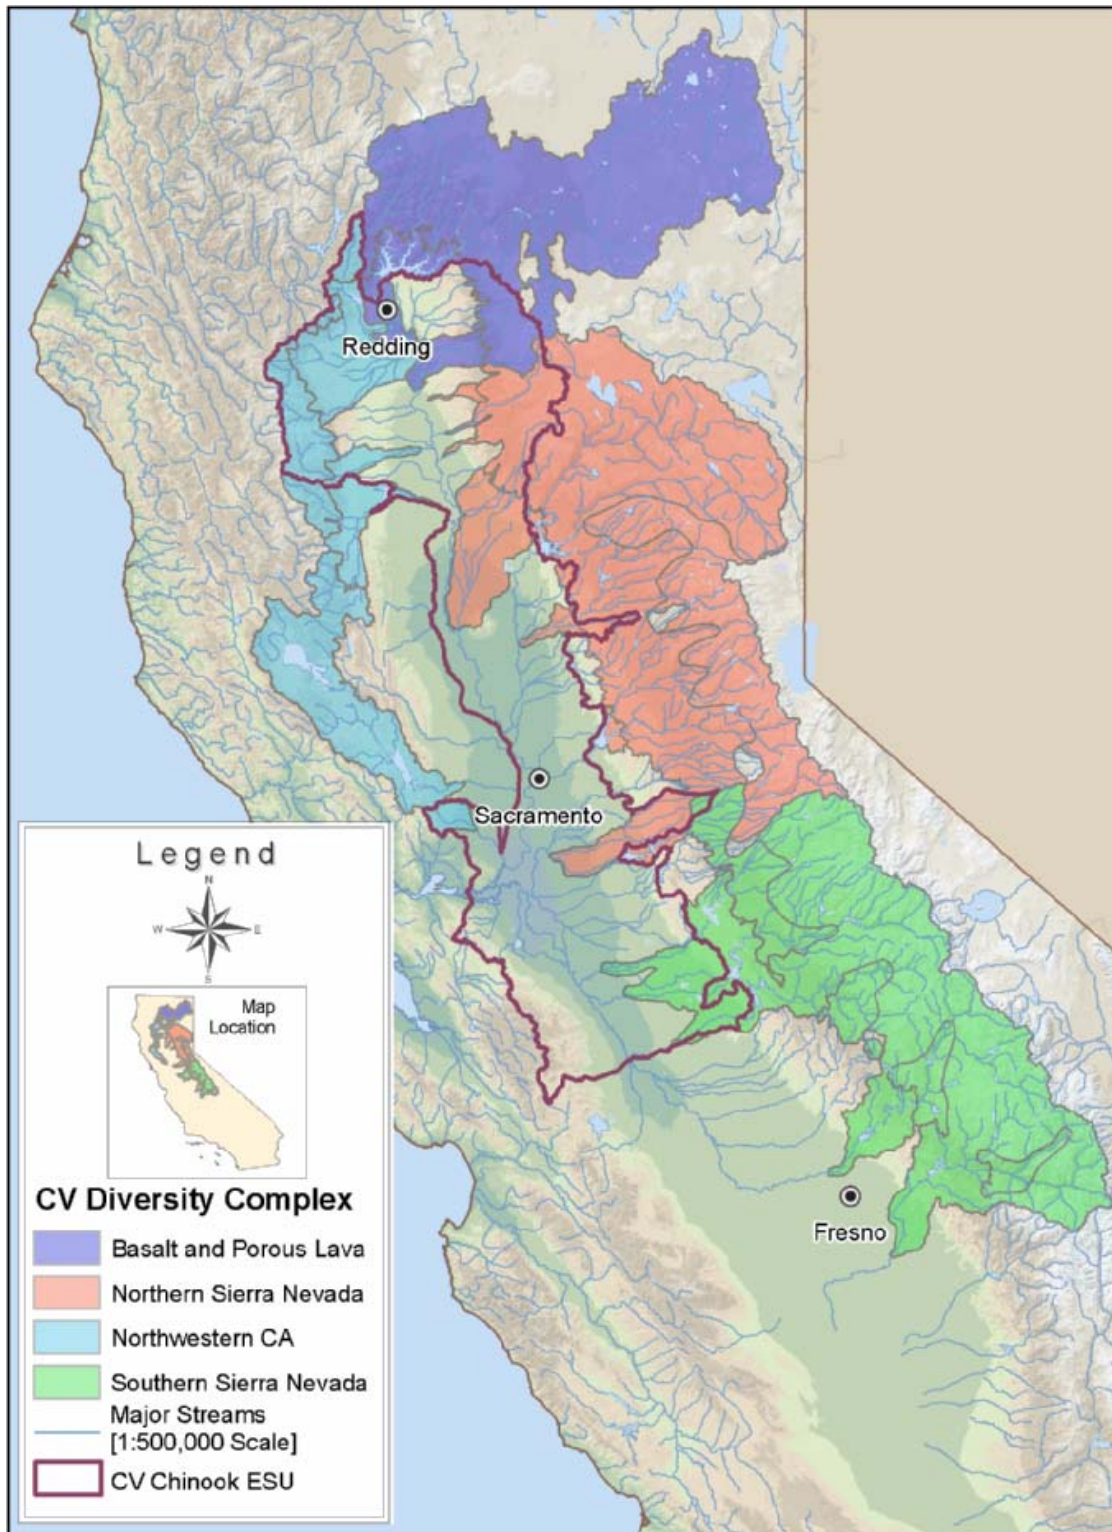 Redding
Sacramento
Fresno
Legend
N
W
E
S
Map
Location
CV Diversity Complex
Basalt and Porous Lava
Northern Sierra Nevada
Northwestern CA
Southern Sierra Nevada
Major Streams
[1:500,000 Scale]
CV Chinook ESU